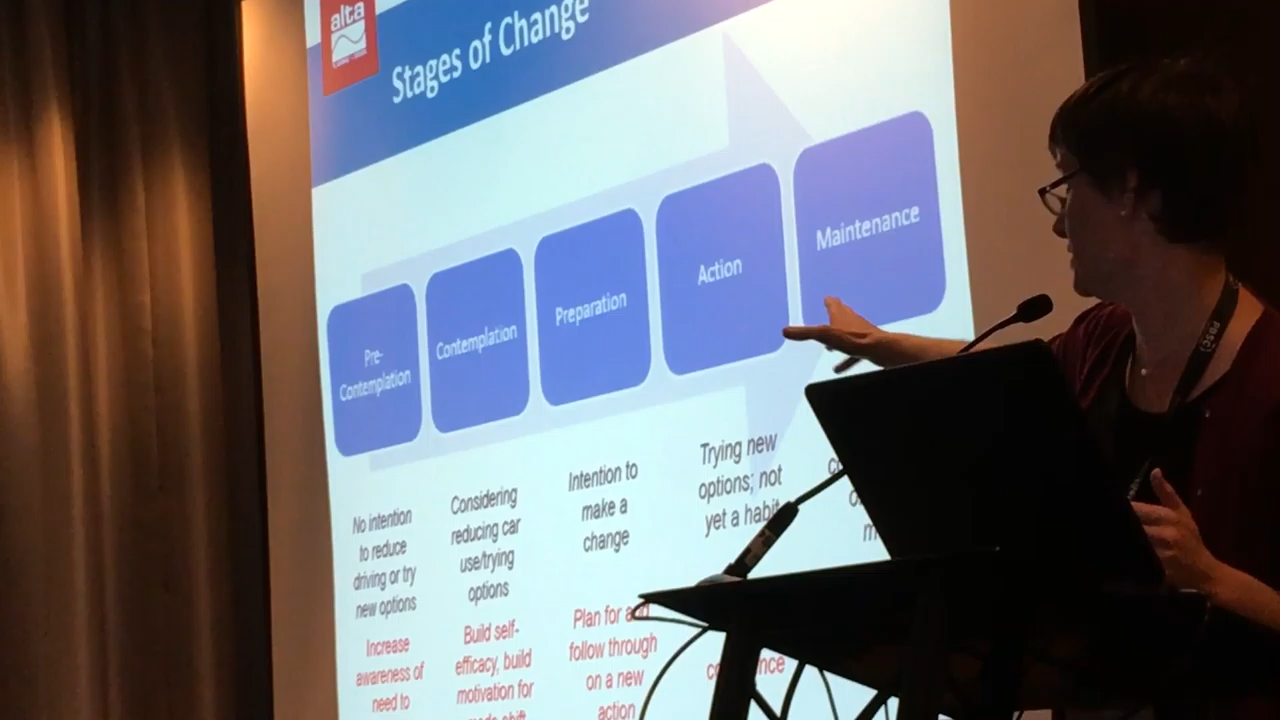 alta
Stages of Change
Pre-
Contemplation
Contemplation
Preparation
Action
Maintenance
No intention
to reduce
driving or try
new options
Considering
reducing car
use/trying
options
Intention to
make a
change
Trying new
options; not
yet a habit
Increase
awareness of
need to
Build self-
efficacy, build
motivation for
Plan for and
follow through
on a new
action
PBSC)